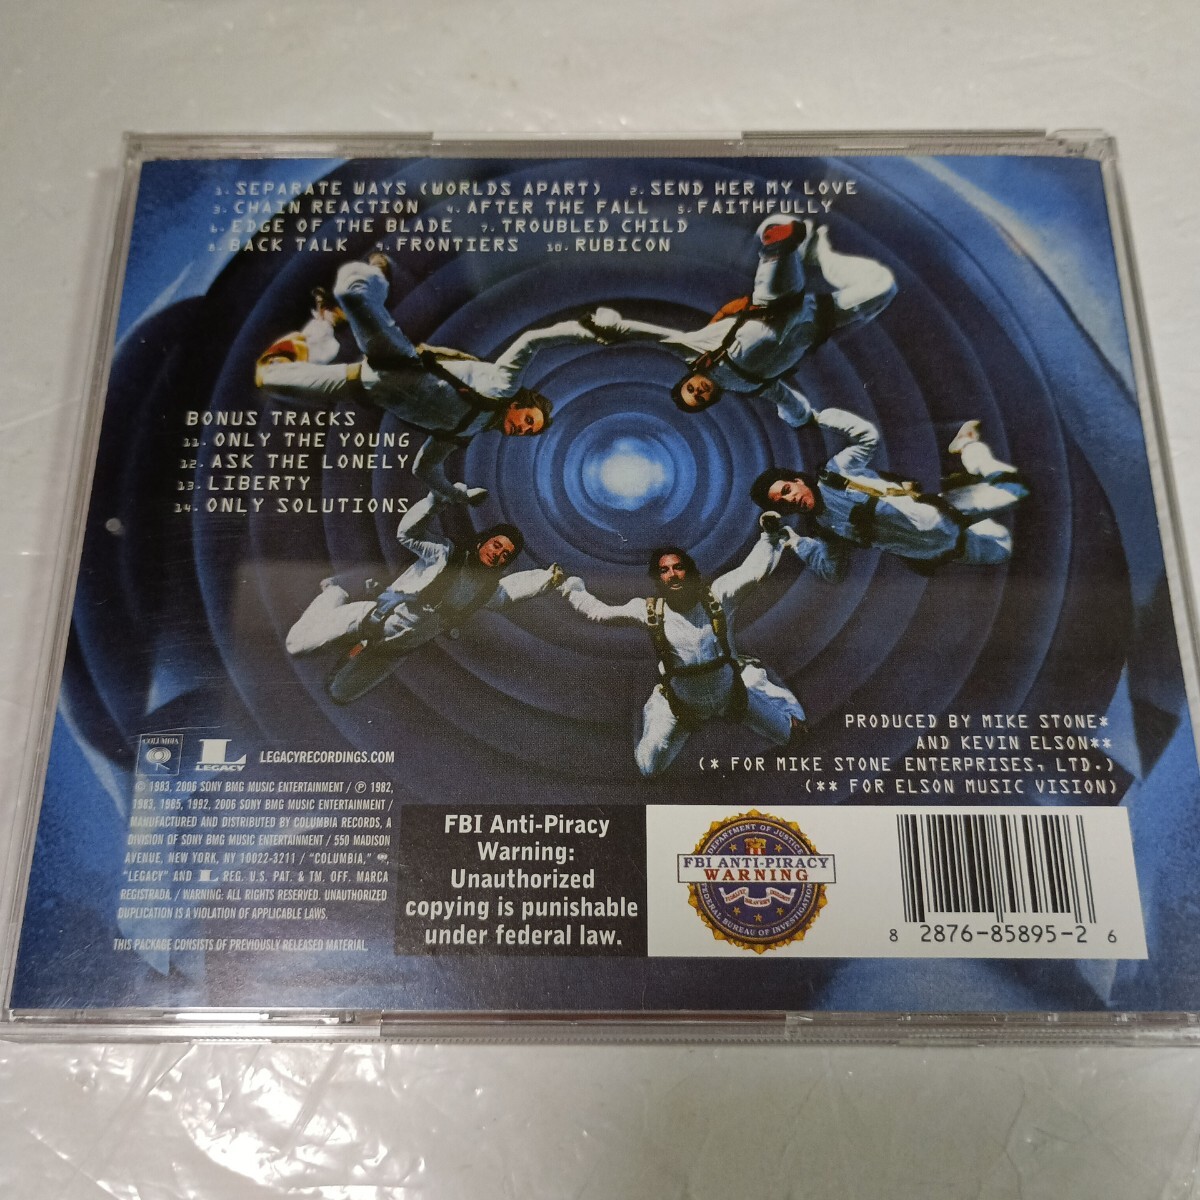 1. SEPARATE WAYS (WORLDS APART) 2. SEND HER MY LOVE
3. CHAIN REACTION 4. AFTER THE FALL 5. FAITHFULLY
6. EDGE OF THE BLADE 7. TROUBLED CHILD
8. BACK TALK 9. FRONTIERS 10. RUBICON
BONUS TRACKS
11. ONLY THE YOUNG
12. ASK THE LONELY
13. LIBERTY
14. ONLY SOLUTIONS
PRODUCED BY MIKE STONE*
AND KEVIN ELSON**
(* FOR MIKE STONE ENTERPRISES, LTD.)
(** FOR ELSON MUSIC VISION)
COLUMBIA
L
LEGACY
LEGACYRECORDINGS.COM
© 1983, 2006 SONY BMG MUSIC ENTERTAINMENT / ℗ 1982,
1983, 1985, 1992, 2006 SONY BMG MUSIC ENTERTAINMENT /
MANUFACTURED AND DISTRIBUTED BY COLUMBIA RECORDS, A
DIVISION OF SONY BMG MUSIC ENTERTAINMENT / 550 MADISON
AVENUE, NEW YORK, NY 10022-3211 / "COLUMBIA,"
"LEGACY" AND L REG. U.S. PAT. & TM. OFF. MARCA
REGISTRADA / WARNING: ALL RIGHTS RESERVED. UNAUTHORIZED
DUPLICATION IS A VIOLATION OF APPLICABLE LAWS.
THIS PACKAGE CONSISTS OF PREVIOUSLY RELEASED MATERIAL.
FBI Anti-Piracy
Warning:
Unauthorized
copying is punishable
under federal law.
DEPARTMENT OF JUSTICE
FBI ANTI-PIRACY
WARNING
FEDERAL BUREAU OF INVESTIGATION
8 2876-85895-2 6